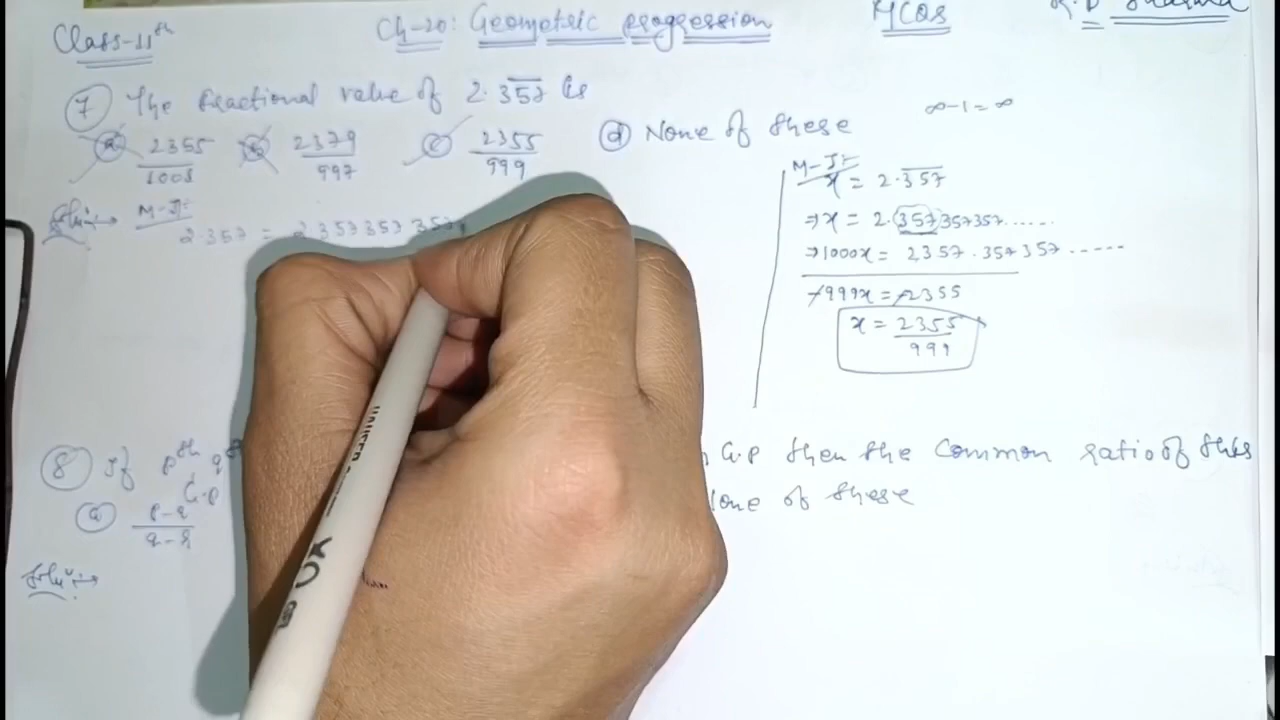 Class-11th
Ch-20: Geometric progression
MCQs
R.D Sharma
7 The fractional value of 2.357 is
a 2355/1001 b 2379/997 c 2355/999 d None of these
∞-1=∞
Soluⁿ:→ M-I:
2.357 = 2.357357357
M-II
x = 2.357
⇒ x = 2.357357357......
⇒ 1000x = 2357.357357.....
-999x = -2355
x = 2355/999
8 If pth q
G.P then the common ratio of this
G.P
a p-q/q-r
None of these
Soluⁿ:→